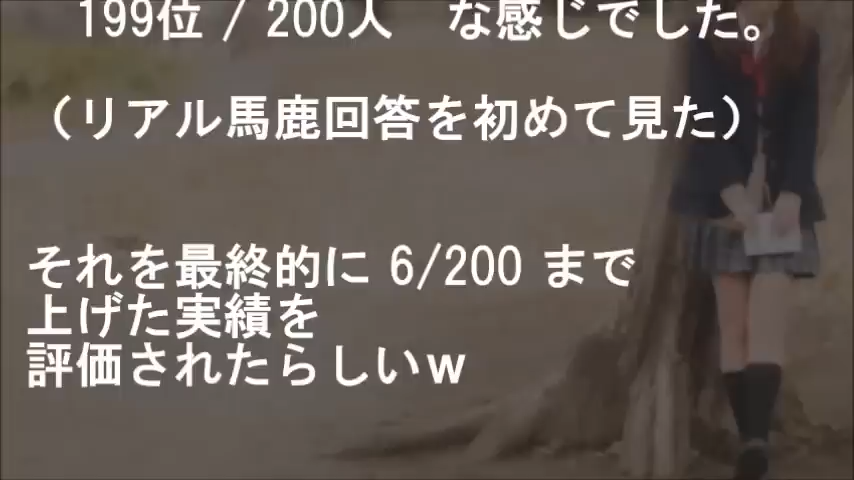 199位 / 200人　な感じでした。
（リアル馬鹿回答を初めて見た）
それを最終的に 6/200 まで
上げた実績を
評価されたらしいｗ